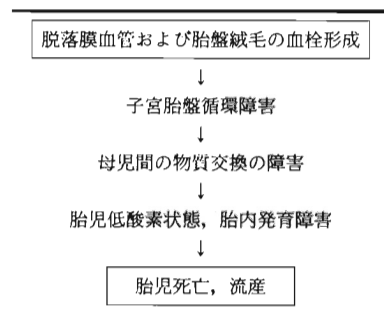 脱落膜血管および胎盤絨毛の血栓形成
↓
子宮胎盤循環障害
↓
母児間の物質交換の障害
↓
胎児低酸素状態，胎内発育障害
↓
胎児死亡，流産